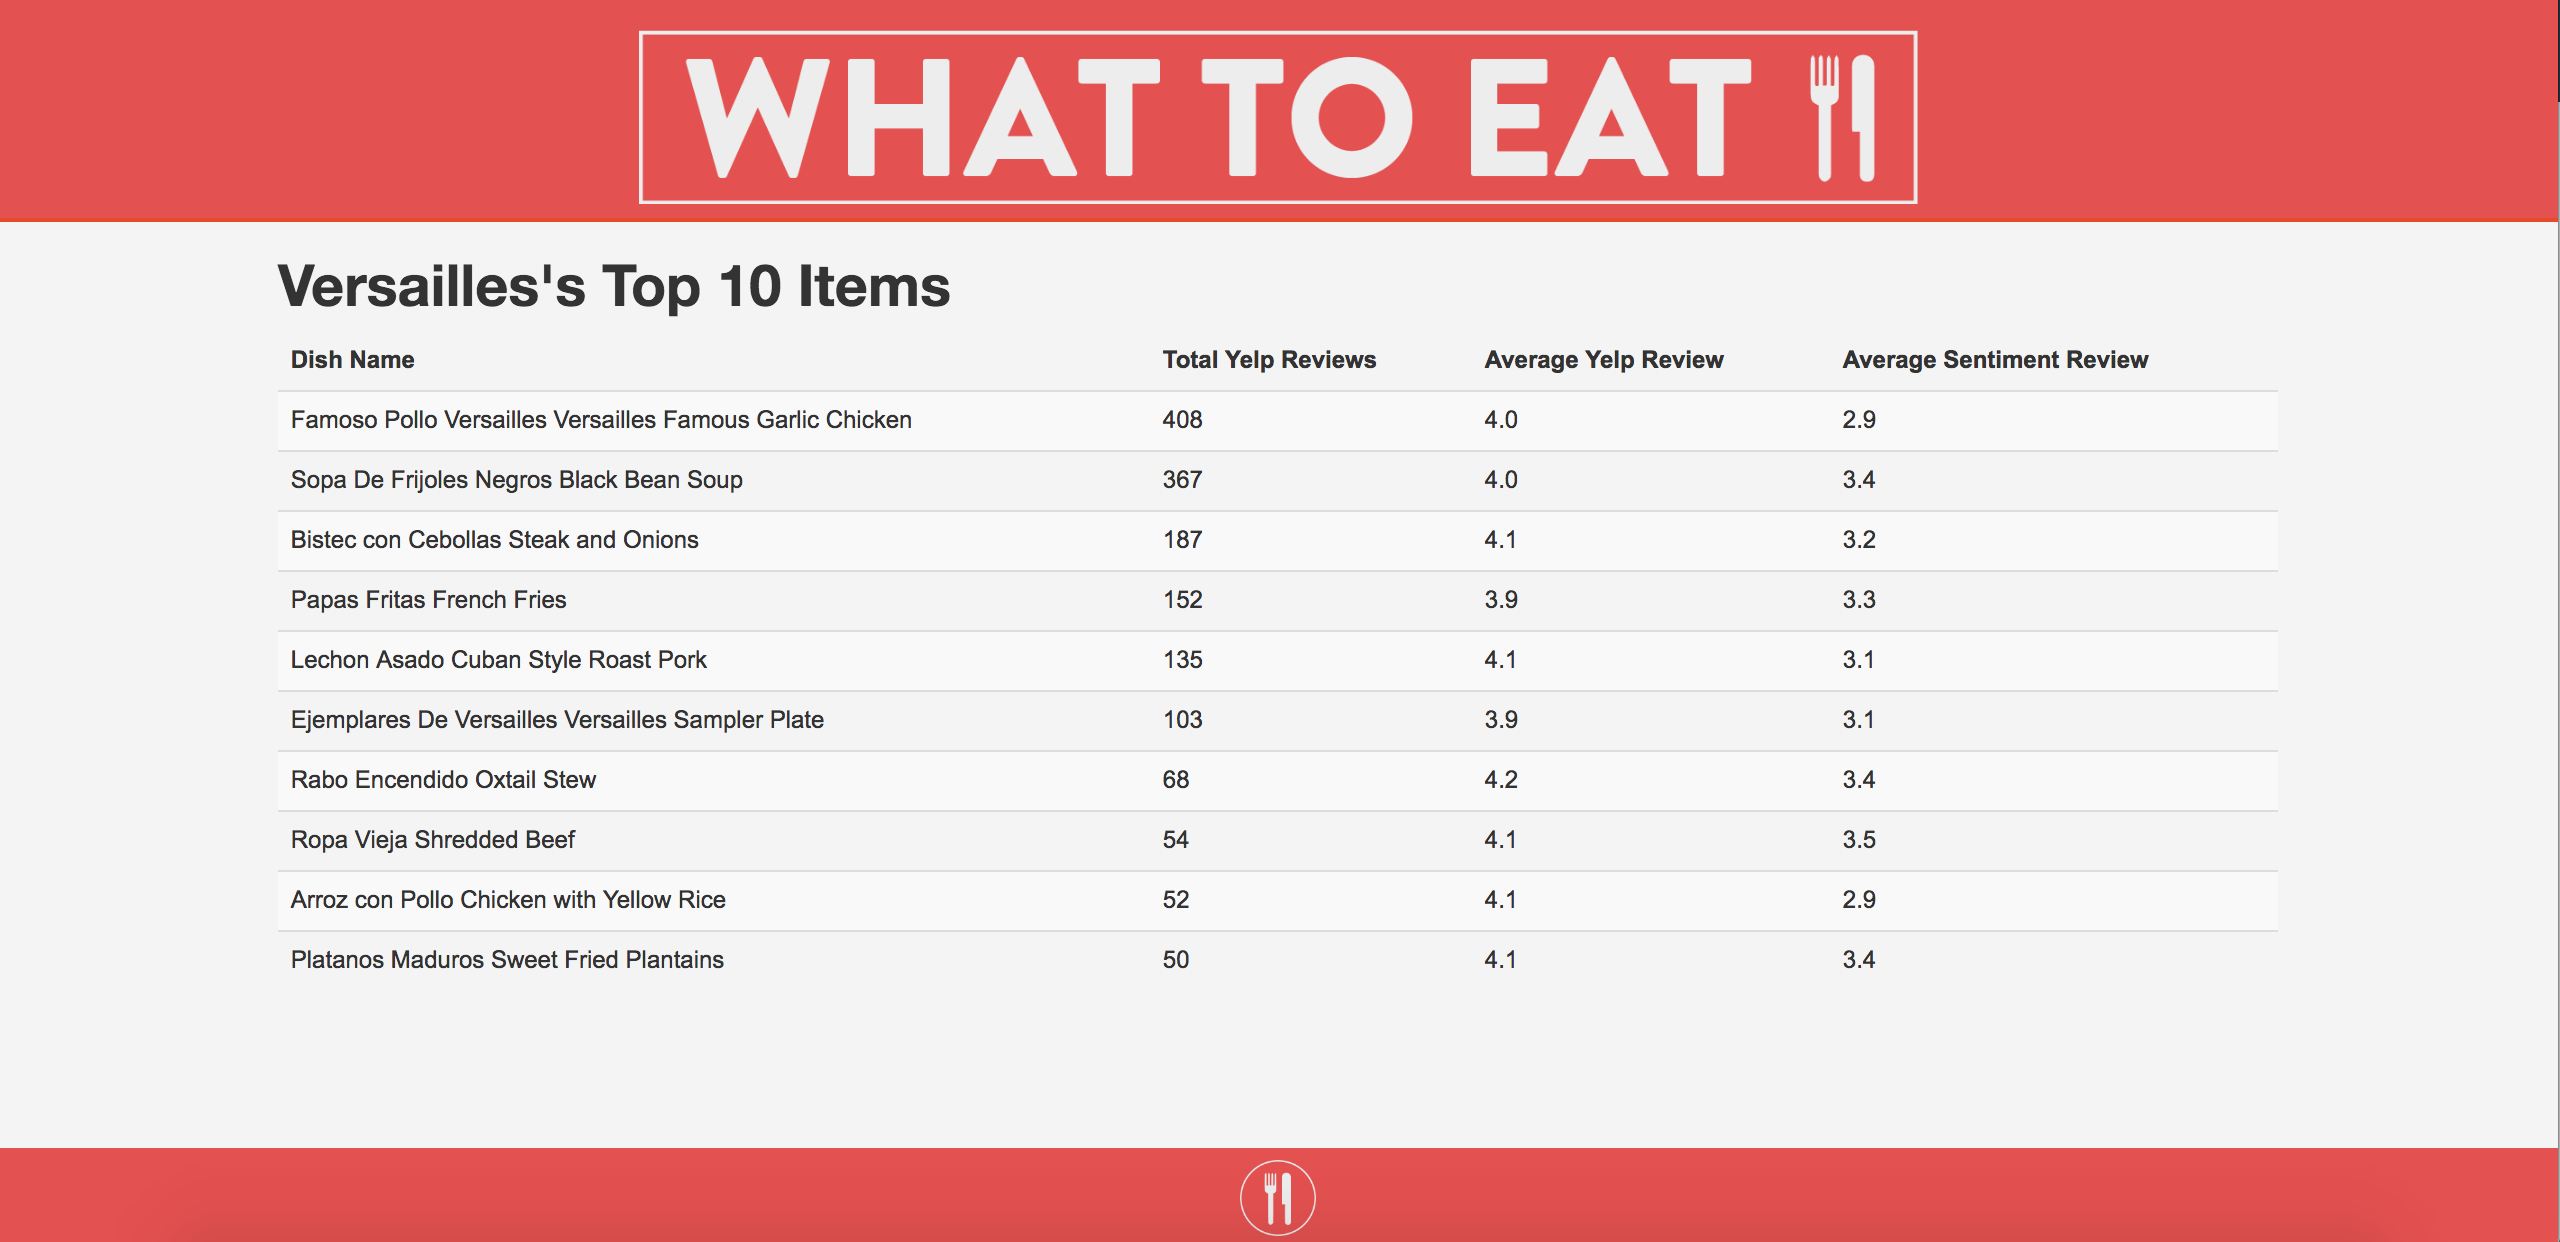 WHAT TO EAT
Versailles's Top 10 Items
Dish Name Total Yelp Reviews Average Yelp Review Average Sentiment Review
Famoso Pollo Versailles Versailles Famous Garlic Chicken 408 4.0 2.9
Sopa De Frijoles Negros Black Bean Soup 367 4.0 3.4
Bistec con Cebollas Steak and Onions 187 4.1 3.2
Papas Fritas French Fries 152 3.9 3.3
Lechon Asado Cuban Style Roast Pork 135 4.1 3.1
Ejemplares De Versailles Versailles Sampler Plate 103 3.9 3.1
Rabo Encendido Oxtail Stew 68 4.2 3.4
Ropa Vieja Shredded Beef 54 4.1 3.5
Arroz con Pollo Chicken with Yellow Rice 52 4.1 2.9
Platanos Maduros Sweet Fried Plantains 50 4.1 3.4